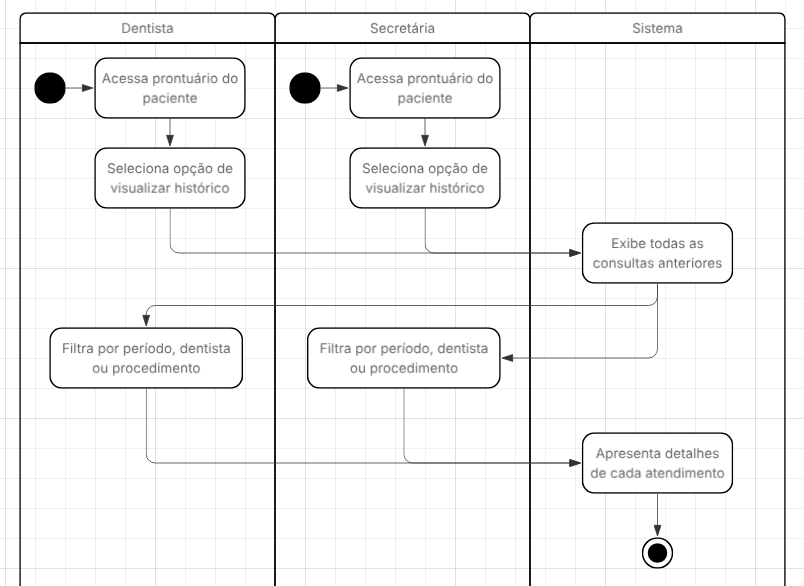 Dentista
Secretária
Sistema
Acessa prontuário do
paciente
Acessa prontuário do
paciente
Seleciona opção de
visualizar histórico
Seleciona opção de
visualizar histórico
Exibe todas as
consultas anteriores
Filtra por período, dentista
ou procedimento
Filtra por período, dentista
ou procedimento
Apresenta detalhes
de cada atendimento